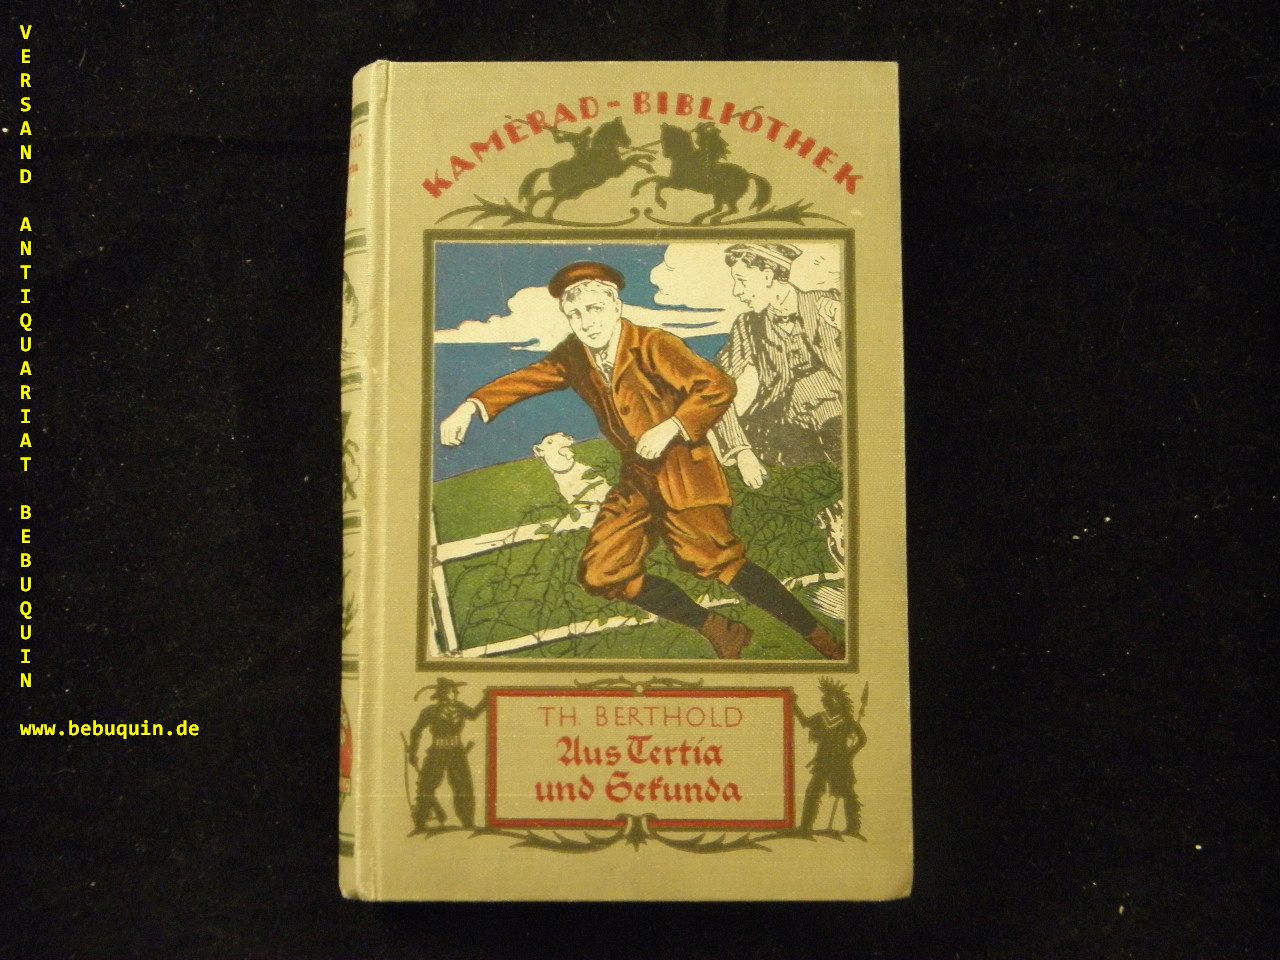 VERSAND ANTIQUARIAT BEBUQUIN
www.bebuquin.de
KAMERAD-BIBLIOTHEK
TH. BERTHOLD
Aus Tertia
und Sekunda